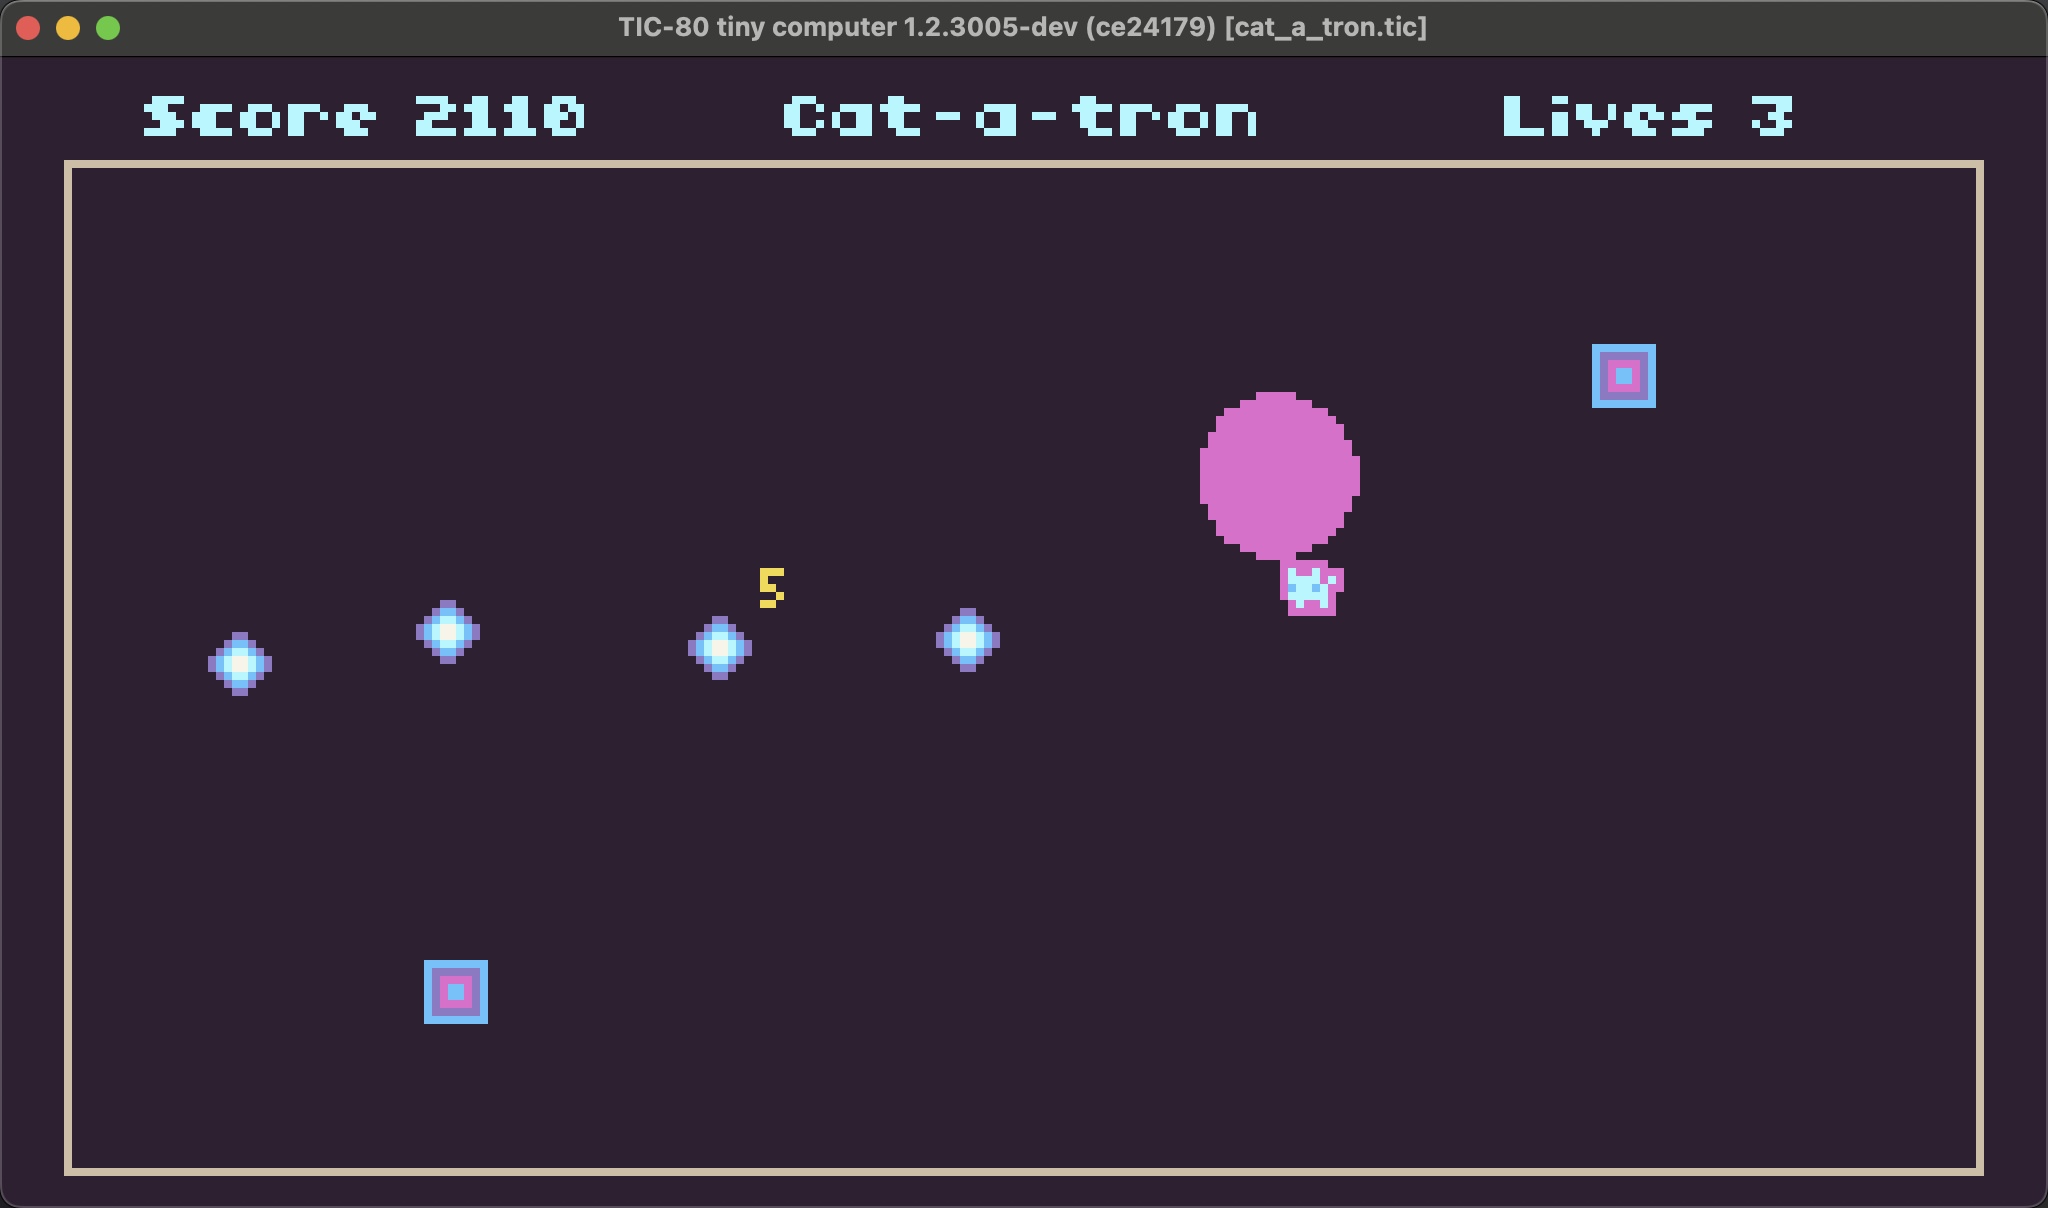 TIC-80 tiny computer 1.2.3005-dev (ce24179) [cat_a_tron.tic]
Score 2110 Cat-a-tron Lives 3
5